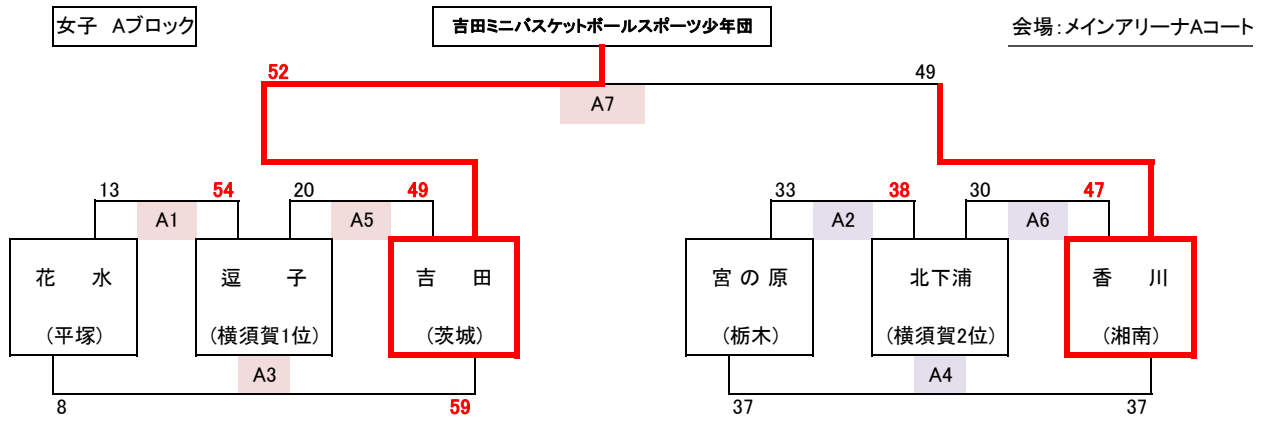 女子 Aブロック
吉田ミニバスケットボールスポーツ少年団
会場:メインアリーナAコート
52 49
A7
13 54 20 49 33 38 30 47
A1 A5 A2 A6
花 水 逗 子 吉 田 宮の原 北下浦 香 川
(平塚) (横須賀1位) (茨城) (栃木) (横須賀2位) (湘南)
A3 A4
8 59 37 37